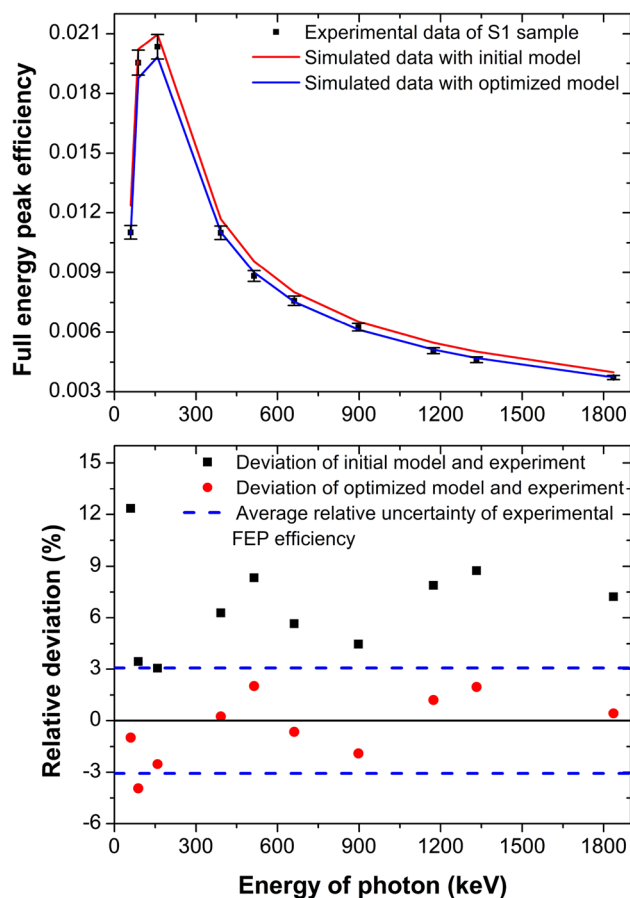 0.021
0.018
0.015
0.012
0.009
0.006
0.003
Full energy peak efficiency
Experimental data of S1 sample
Simulated data with initial model
Simulated data with optimized model
0 300 600 900 1200 1500 1800
15
12
9
6
3
0
-3
-6
Relative deviation (%)
Deviation of initial model and experiment
Deviation of optimized model and experiment
Average relative uncertainty of experimental
FEP efficiency
0 300 600 900 1200 1500 1800
Energy of photon (keV)